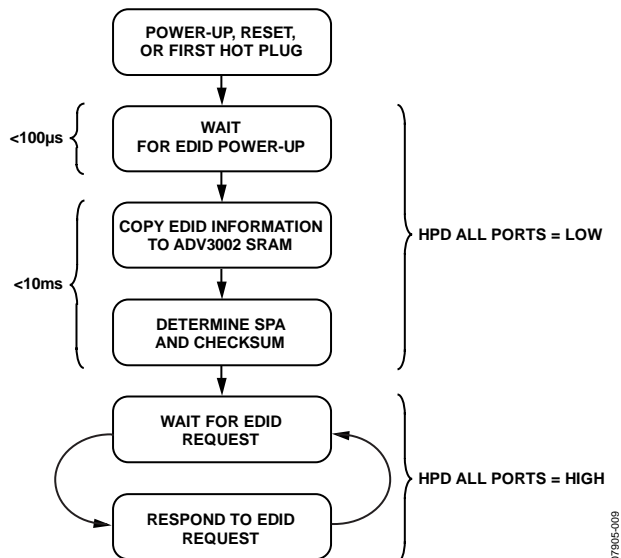 POWER-UP, RESET,
OR FIRST HOT PLUG
<100µs
WAIT
FOR EDID POWER-UP
COPY EDID INFORMATION
TO ADV3002 SRAM
HPD ALL PORTS = LOW
<10ms
DETERMINE SPA
AND CHECKSUM
WAIT FOR EDID
REQUEST
HPD ALL PORTS = HIGH
RESPOND TO EDID
REQUEST
07905-009